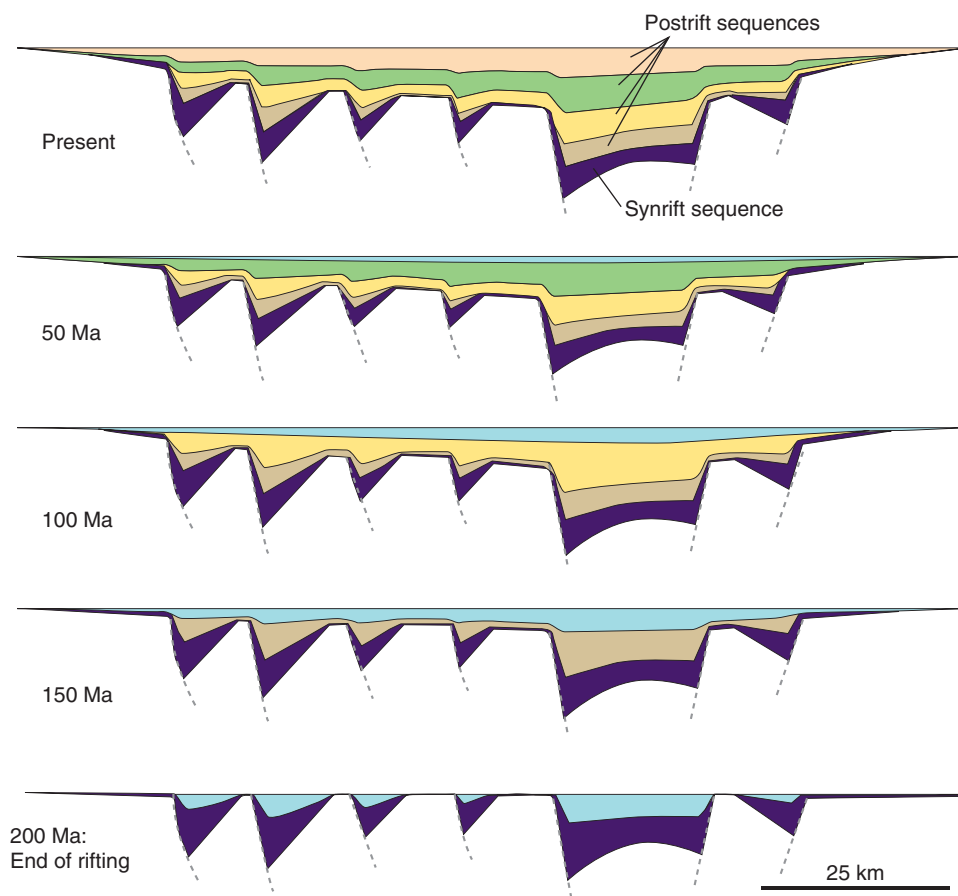 Postrift sequences
Present
Synrift sequence
50 Ma
100 Ma
150 Ma
200 Ma:
End of rifting
25 km